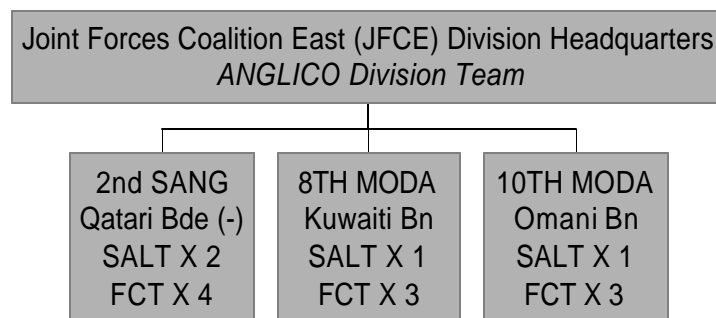 Joint Forces Coalition East (JFCE) Division Headquarters
ANGLICO Division Team
2nd SANG
Qatari Bde (-)
SALT X 2
FCT X 4
8TH MODA
Kuwaiti Bn
SALT X 1
FCT X 3
10TH MODA
Omani Bn
SALT X 1
FCT X 3